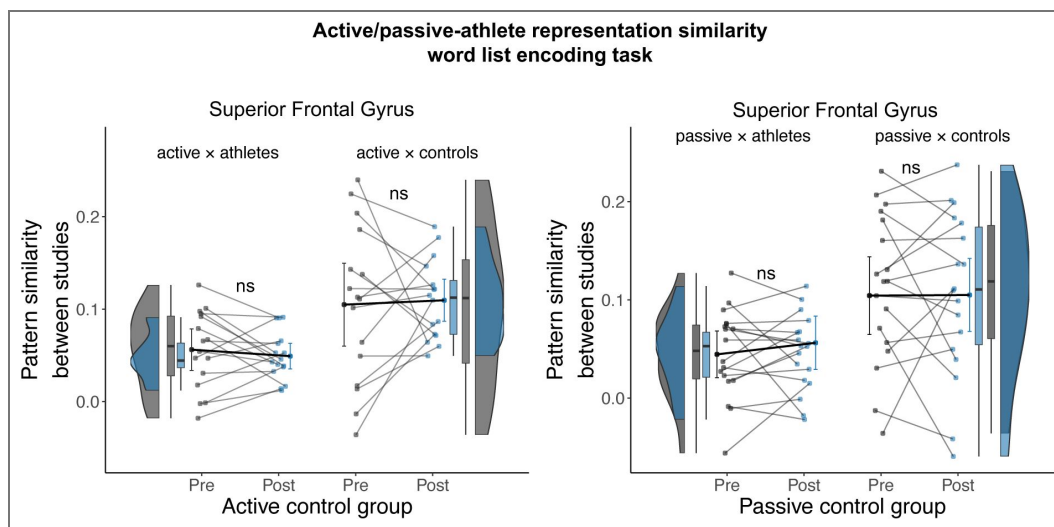 Active/passive-athlete representation similarity
word list encoding task
Superior Frontal Gyrus
active × athletes
active × controls
ns
ns
Pattern similarity
between studies
0.2
0.1
0.0
Pre
Post
Pre
Post
Active control group
Superior Frontal Gyrus
passive × athletes
passive × controls
ns
ns
Pattern similarity
between studies
0.2
0.1
0.0
Pre
Post
Pre
Post
Passive control group